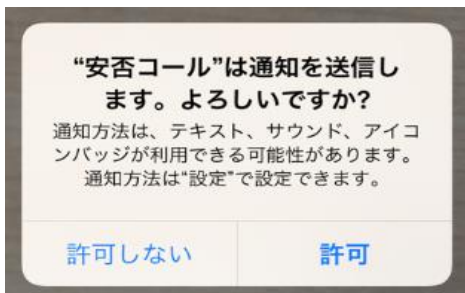 “安否コール”は通知を送信し
ます。よろしいですか?
通知方法は、テキスト、サウンド、アイコ
ンバッジが利用できる可能性があります。
通知方法は“設定”で設定できます。
許可しない
許可